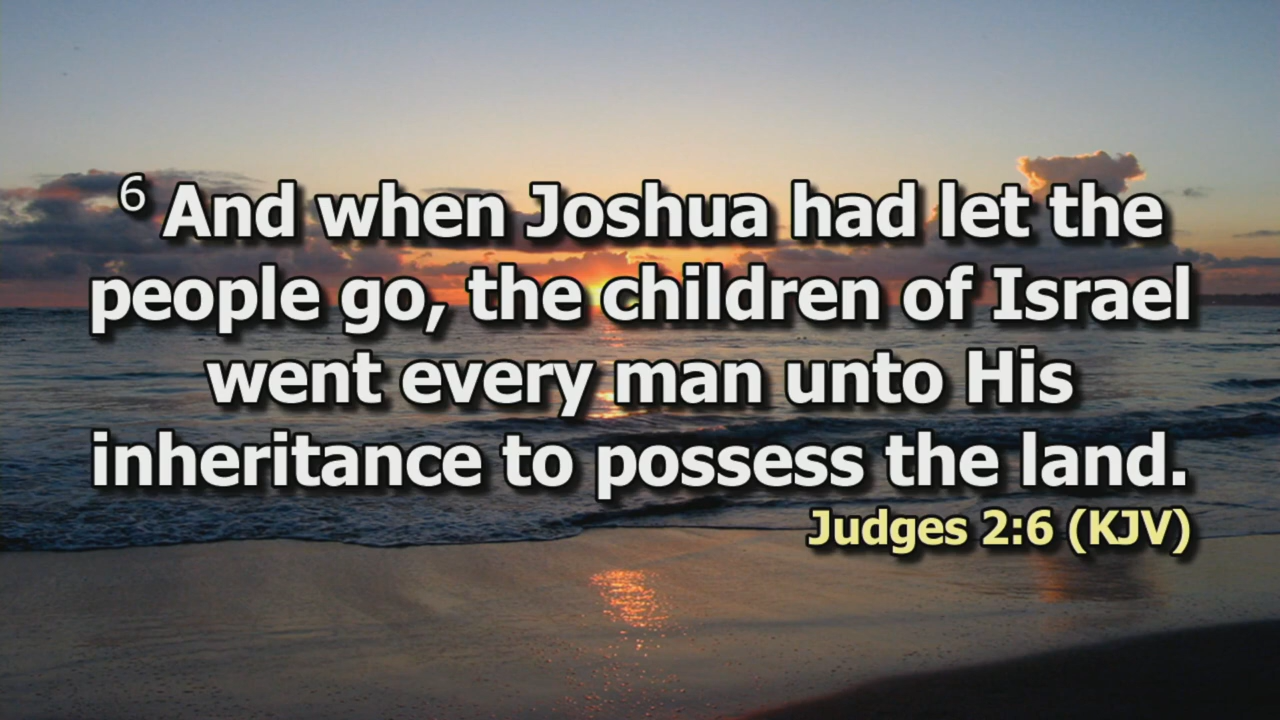 6 And when Joshua had let the
people go, the children of Israel
went every man unto His
inheritance to possess the land.
Judges 2:6 (KJV)